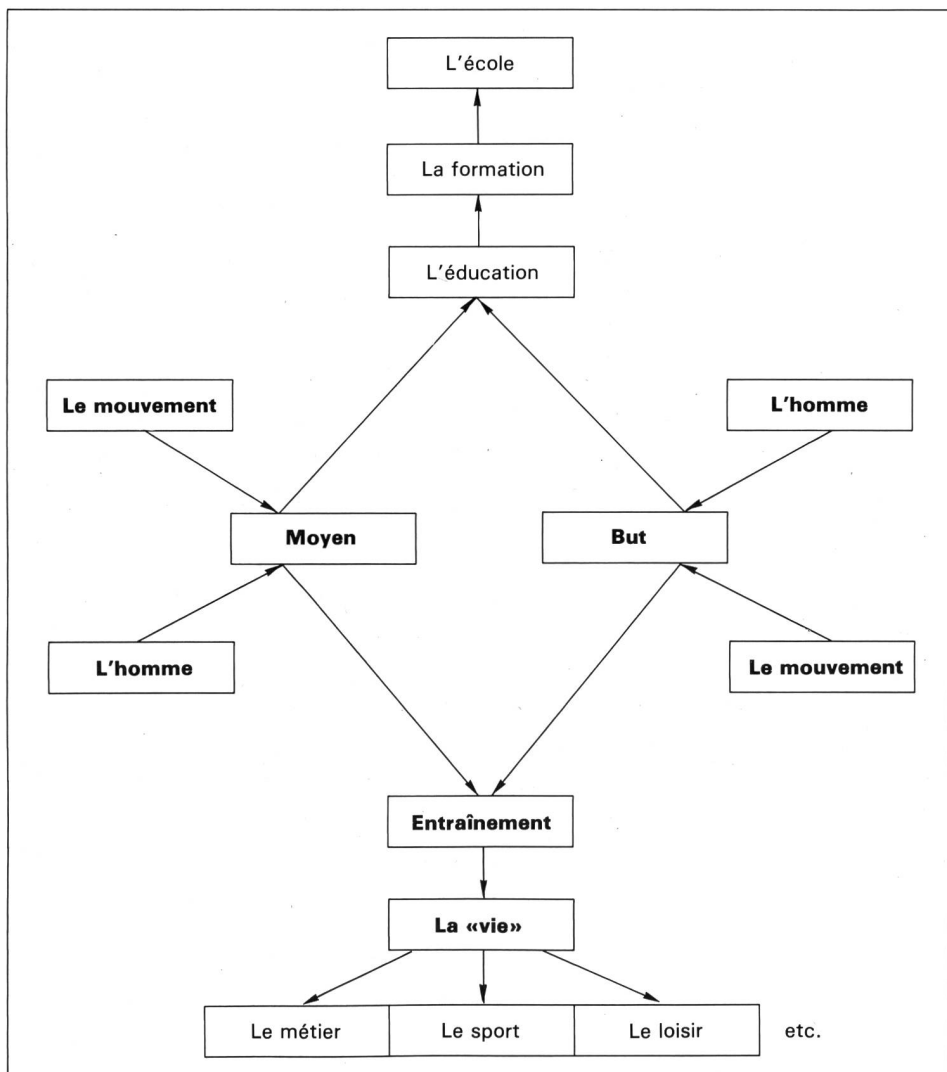 L'école
La formation
L'éducation
Le mouvement
L'homme
Moyen
But
L'homme
Le mouvement
Entraînement
La «vie»
Le métier
Le sport
Le loisir
etc.